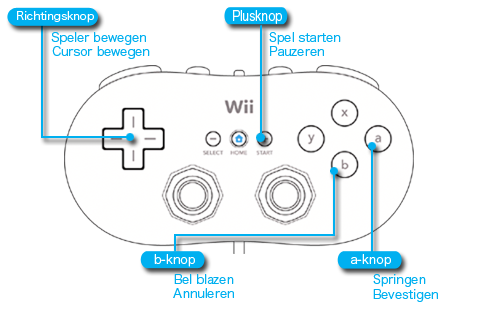 Richtingsknop
Speler bewegen
Cursor bewegen
Plusknop
Spel starten
Pauzeren
Wii
x
y
a
b
SELECT
HOME
START
b-knop
Bel blazen
Annuleren
a-knop
Springen
Bevestigen